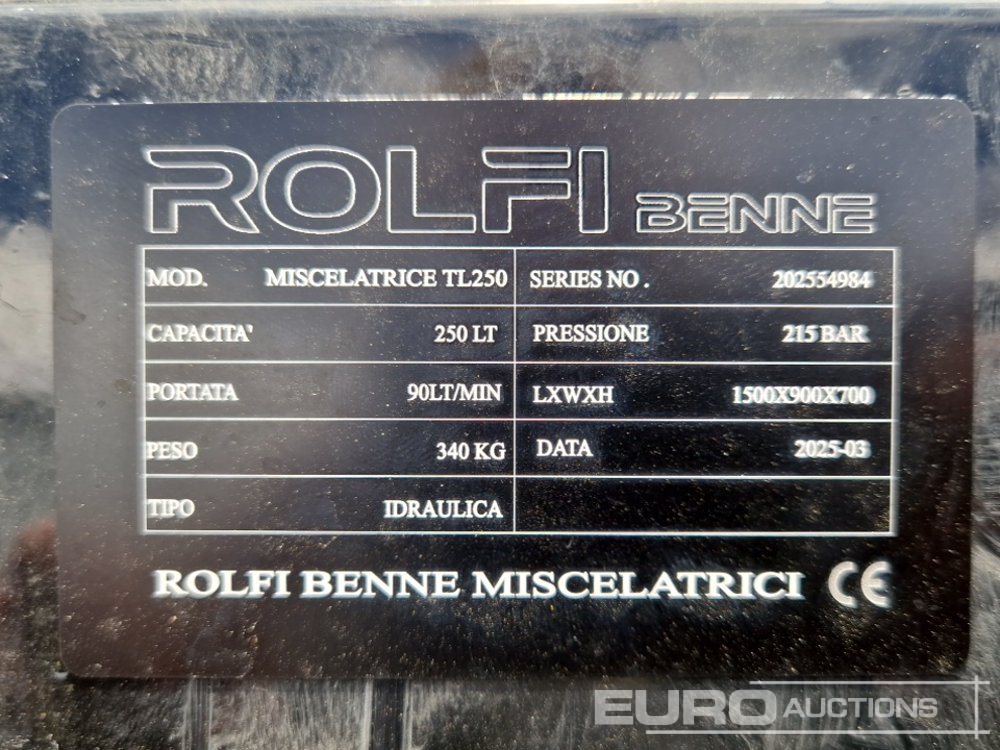 ROLFI BENNE
MOD. MISCELATRICE TL250 SERIES NO . 202554984
CAPACITA' 250 LT PRESSIONE 215 BAR
PORTATA 90LT/MIN LXWXH 1500X900X700
PESO 340 KG DATA 2025-03
TIPO IDRAULICA
ROLFI BENNE MISCELATRICI CE
EURO AUCTIONS